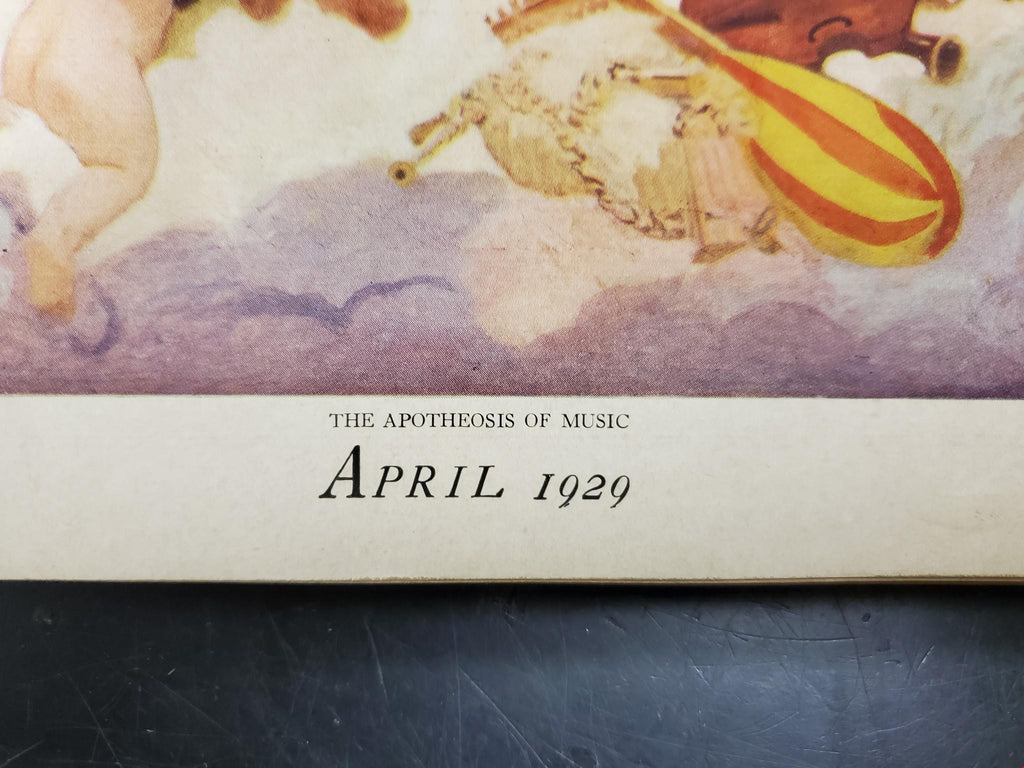 THE APOTHEOSIS OF MUSIC
APRIL 1929